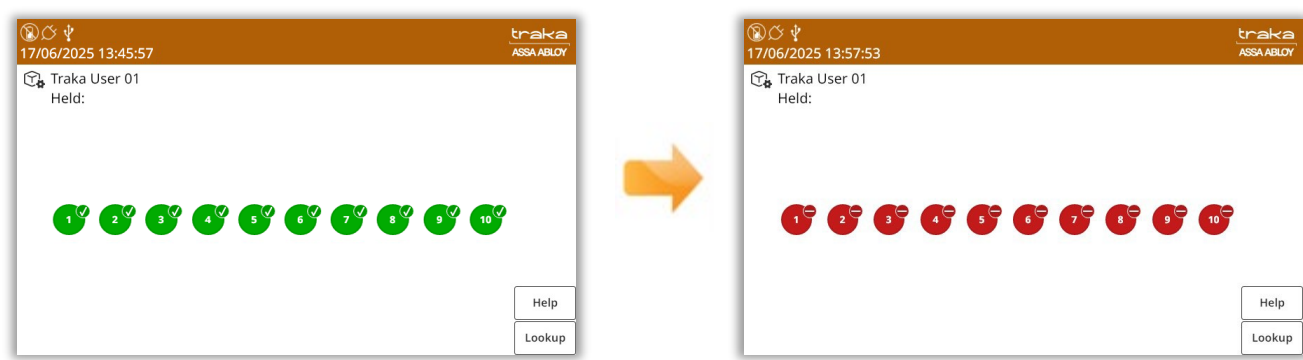 traka
17/06/2025 13:45:57
ASSA ABLOY
Traka User 01
Held:
1 2 3 4 5 6 7 8 9 10
Help
Lookup
traka
17/06/2025 13:57:53
ASSA ABLOY
Traka User 01
Held:
1 2 3 4 5 6 7 8 9 10
Help
Lookup